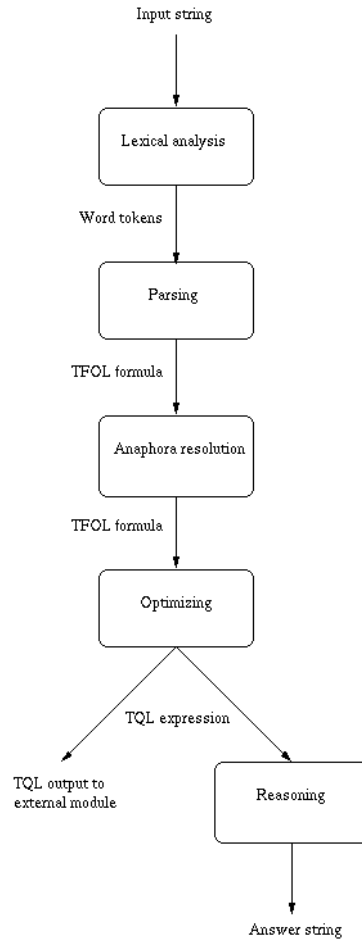 Input string
Lexical analysis
Word tokens
Parsing
TFOL formula
Anaphora resolution
TFOL formula
Optimizing
TQL expression
TQL output to
external module
Reasoning
Answer string